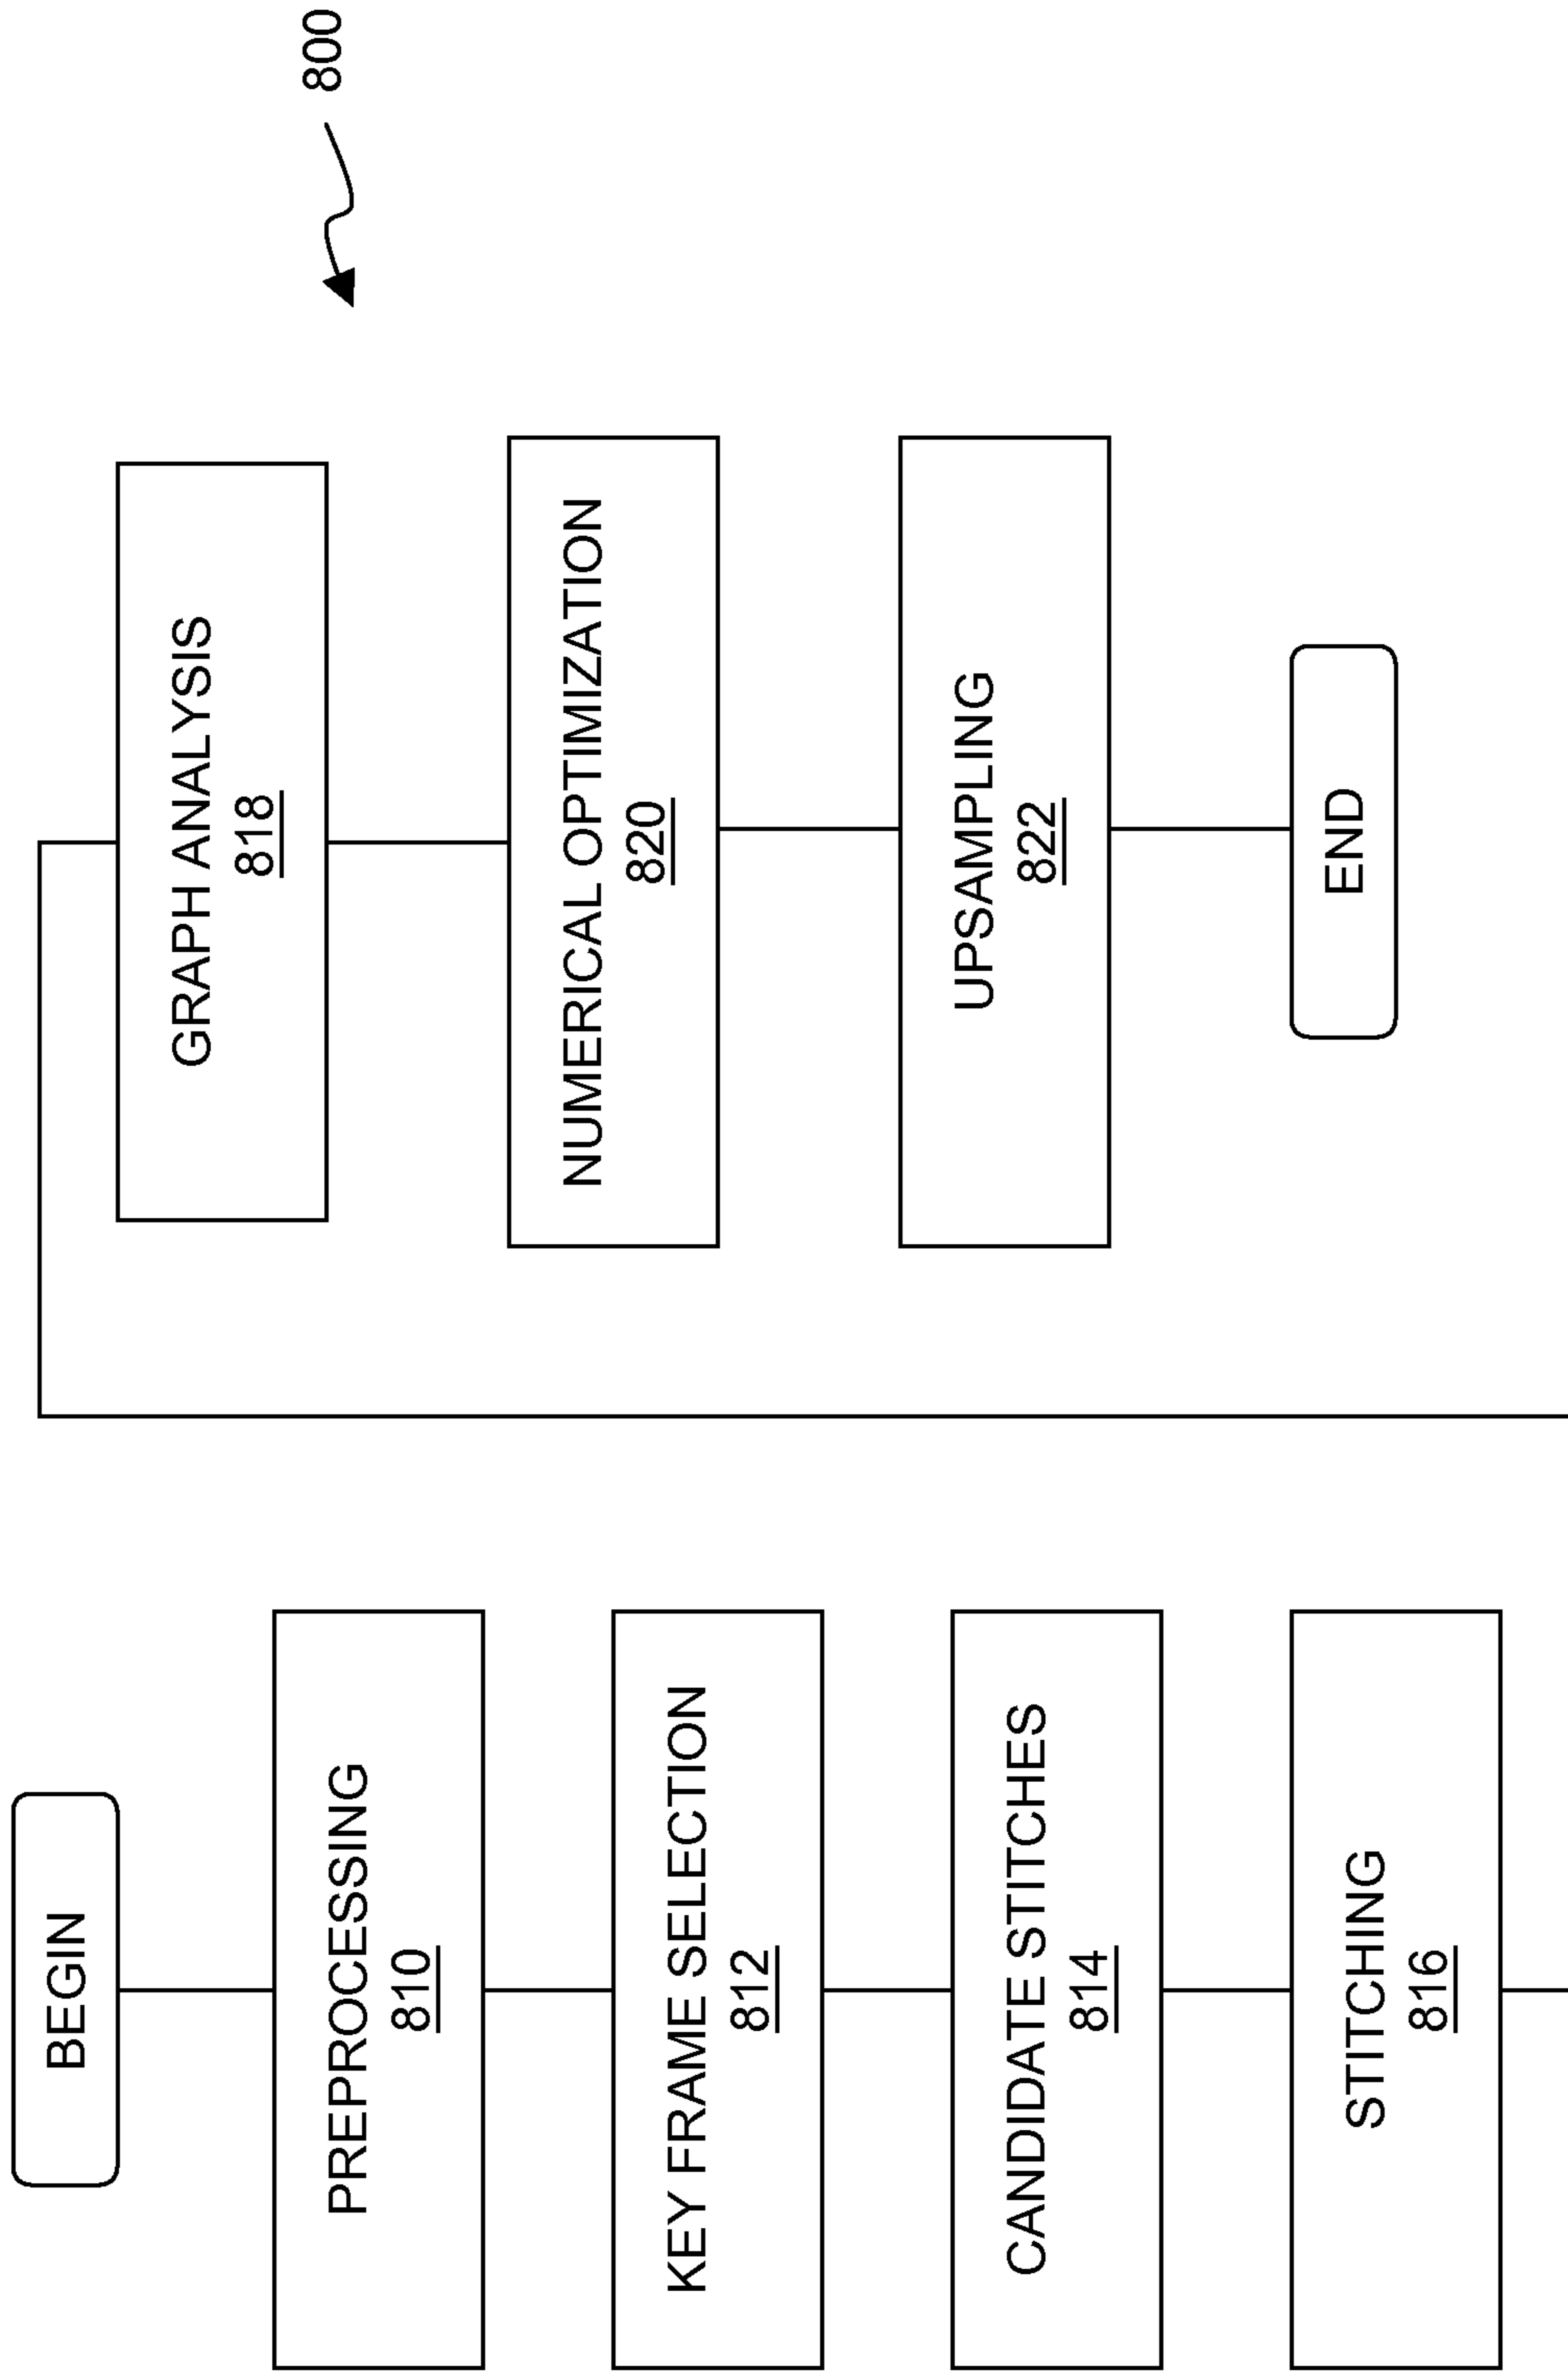 BEGIN
PREPROCESSING
810
KEY FRAME SELECTION
812
CANDIDATE STITCHES
814
STITCHING
816
GRAPH ANALYSIS
818
NUMERICAL OPTIMIZATION
820
UPSAMPLING
822
END
800